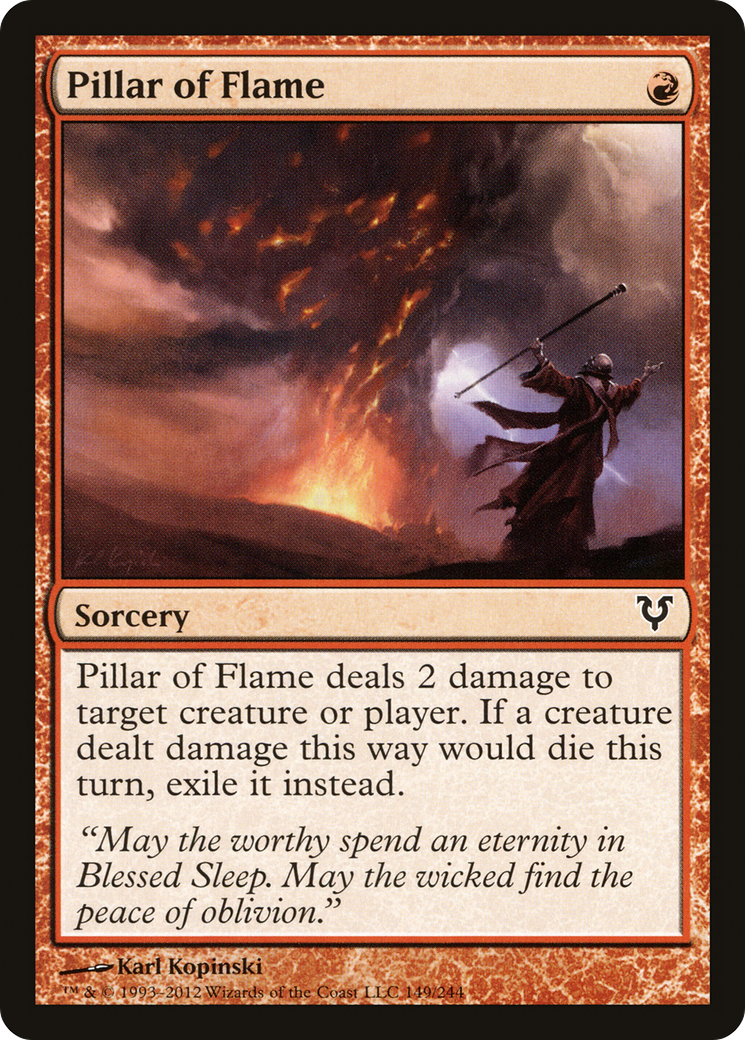 Pillar of Flame
Sorcery
Pillar of Flame deals 2 damage to
target creature or player. If a creature
dealt damage this way would die this
turn, exile it instead.
“May the worthy spend an eternity in
Blessed Sleep. May the wicked find the
peace of oblivion.”
Karl Kopinski
™ & © 1993–2012 Wizards of the Coast LLC 149/244